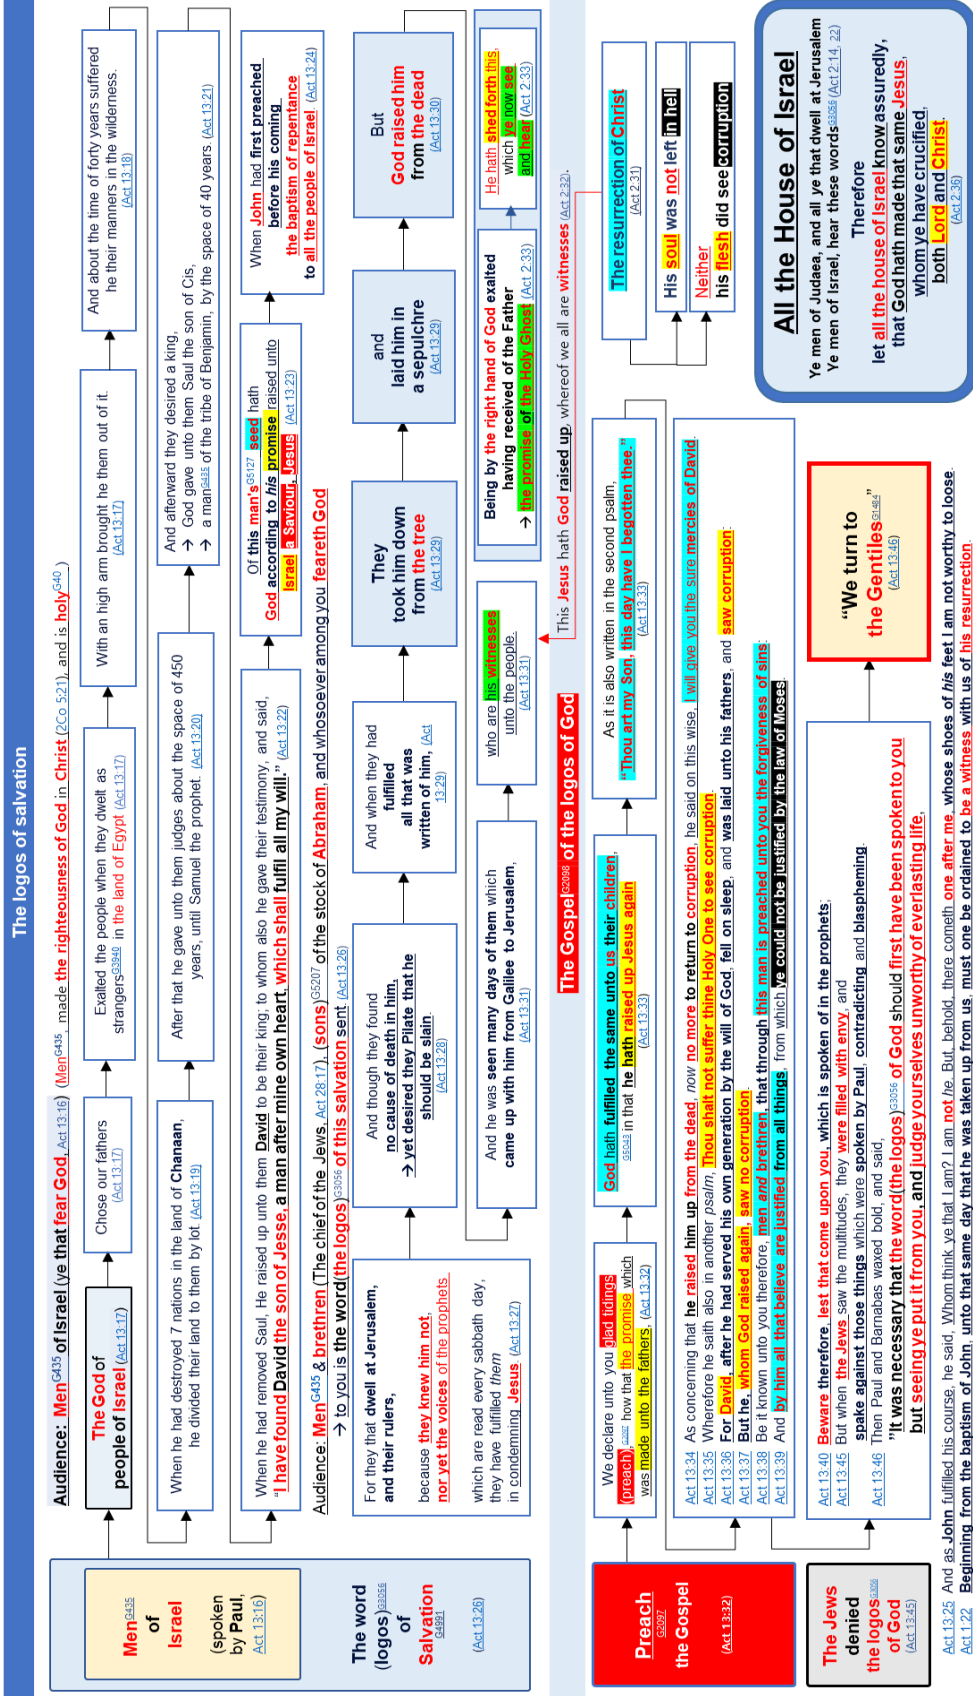 The logos of salvation
Men G435
of
Israel
(spoken
by Paul,
Act 13:16)
The word
(logos) G3056
of
Salvation
G4991
(Act 13:26)
Audience: Men G435 of Israel (ye that fear God, Act 13:16) (Men G435, made the righteousness of God in Christ (2Co 5:21), and is holy G40.)
The God of
people of Israel (Act 13:17)
Chose our fathers
(Act 13:17)
Exalted the people when they dwelt as
strangers G3940 in the land of Egypt (Act 13:17)
With an high arm brought he them out of it.
(Act 13:17)
And about the time of forty years suffered
he their manners in the wilderness.
(Act 13:18)
When he had destroyed 7 nations in the land of Chanaan,
he divided their land to them by lot. (Act 13:19)
After that he gave unto them judges about the space of 450
years, until Samuel the prophet. (Act 13:20)
And afterward they desired a king,
→ God gave unto them Saul the son of Cis,
→ a man G435 of the tribe of Benjamin, by the space of 40 years. (Act 13:21)
When he had removed Saul, He raised up unto them David to be their king; to whom also he gave their testimony, and said,
“I have found David the son of Jesse, a man after mine own heart, which shall fulfil all my will.” (Act 13:22)
Of this man's G5127 seed hath
God according to his promise raised unto
Israel a Saviour, Jesus (Act 13:23)
When John had first preached
before his coming
the baptism of repentance
to all the people of Israel. (Act 13:24)
Audience: Men G435 & brethren (The chief of the Jews, Act 28:17), (sons) G5207 of the stock of Abraham, and whosoever among you feareth God
→ to you is the word (the logos) G3056 of this salvation sent. (Act 13:26)
For they that dwell at Jerusalem,
and their rulers,
because they knew him not,
nor yet the voices of the prophets
which are read every sabbath day,
they have fulfilled them
in condemning Jesus. (Act 13:27)
And though they found
no cause of death in him,
→ yet desired they Pilate that he
should be slain.
(Act 13:28)
And when they had
fulfilled
all that was
written of him, (Act
13:29)
They
took him down
from the tree
(Act 13:29)
and
laid him in
a sepulchre
(Act 13:29)
But
God raised him
from the dead
(Act 13:30)
And he was seen many days of them which
came up with him from Galilee to Jerusalem,
(Act 13:31)
who are his witnesses
unto the people.
(Act 13:31)
Being by the right hand of God exalted
having received of the Father
→ the promise of the Holy Ghost (Act 2:33)
He hath shed forth this,
which ye now see
and hear (Act 2:33)
The Gospel G2098 of the logos of God
This Jesus hath God raised up, whereof we all are witnesses (Act 2:32).
Preach
G2097
the Gospel
(Act 13:32)
We declare unto you glad tidings
(preach), G2097 how that the promise which
was made unto the fathers, (Act 13:32)
God hath fulfilled the same unto us their children,
G5043 in that he hath raised up Jesus again
(Act 13:33)
As it is also written in the second psalm,
“Thou art my Son, this day have I begotten thee.”
(Act 13:33)
The resurrection of Christ
(Act 2:31)
His soul was not left in hell
Neither
his flesh did see corruption
Act 13:34 As concerning that he raised him up from the dead, now no more to return to corruption, he said on this wise, I will give you the sure mercies of David.
Act 13:35 Wherefore he saith also in another psalm, Thou shalt not suffer thine Holy One to see corruption.
Act 13:36 For David, after he had served his own generation by the will of God, fell on sleep, and was laid unto his fathers, and saw corruption:
Act 13:37 But he, whom God raised again, saw no corruption.
Act 13:38 Be it known unto you therefore, men and brethren, that through this man is preached unto you the forgiveness of sins:
Act 13:39 And by him all that believe are justified from all things, from which ye could not be justified by the law of Moses.
The Jews
denied
the logos G3056
of God
(Act 13:45)
Act 13:40 Beware therefore, lest that come upon you, which is spoken of in the prophets;
Act 13:45 But when the Jews saw the multitudes, they were filled with envy, and
spake against those things which were spoken by Paul, contradicting and blaspheming.
Act 13:46 Then Paul and Barnabas waxed bold, and said,
"It was necessary that the word (the logos) G3056 of God should first have been spoken to you
but seeing ye put it from you, and judge yourselves unworthy of everlasting life,
“We turn to
the Gentiles G1484”
(Act 13:46)
All the House of Israel
Ye men of Judaea, and all ye that dwell at Jerusalem
Ye men of Israel, hear these words G3056 (Act 2:14, 22)
Therefore
let all the house of Israel know assuredly,
that God hath made that same Jesus,
whom ye have crucified,
both Lord and Christ.
(Act 2:36)
Act 13:25 And as John fulfilled his course, he said, Whom think ye that I am? I am not he. But, behold, there cometh one after me, whose shoes of his feet I am not worthy to loose.
Act 1:22 Beginning from the baptism of John, unto that same day that he was taken up from us, must one be ordained to be a witness with us of his resurrection.